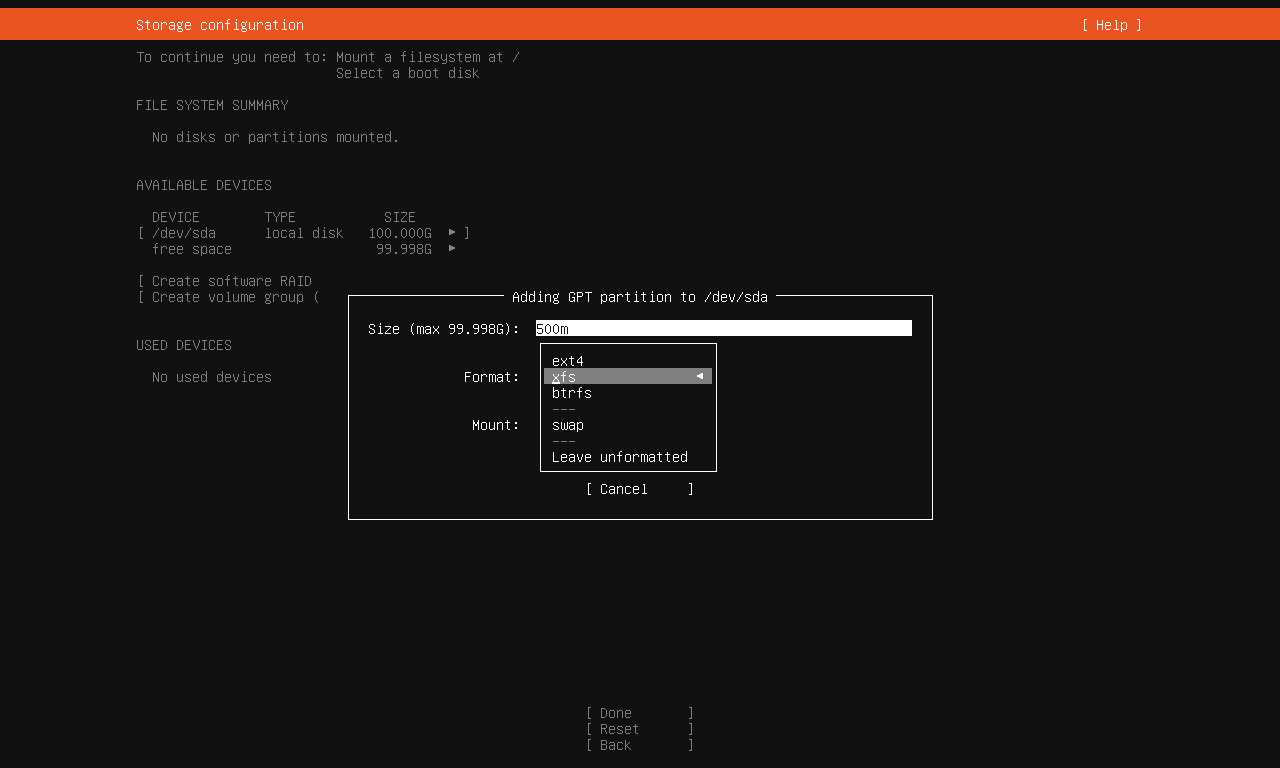 Storage configuration [ Help ]
To continue you need to: Mount a filesystem at /
Select a boot disk
FILE SYSTEM SUMMARY
No disks or partitions mounted.
AVAILABLE DEVICES
DEVICE TYPE SIZE
[ /dev/sda local disk 100.000G ▸ ]
free space 99.998G ▸
[ Create software RAID
[ Create volume group (
Adding GPT partition to /dev/sda
Size (max 99.998G): 500m
USED DEVICES
No used devices
Format:
Mount:
ext4
xfs ◂
btrfs
---
swap
---
Leave unformatted
[ Cancel ]
[ Done ]
[ Reset ]
[ Back ]